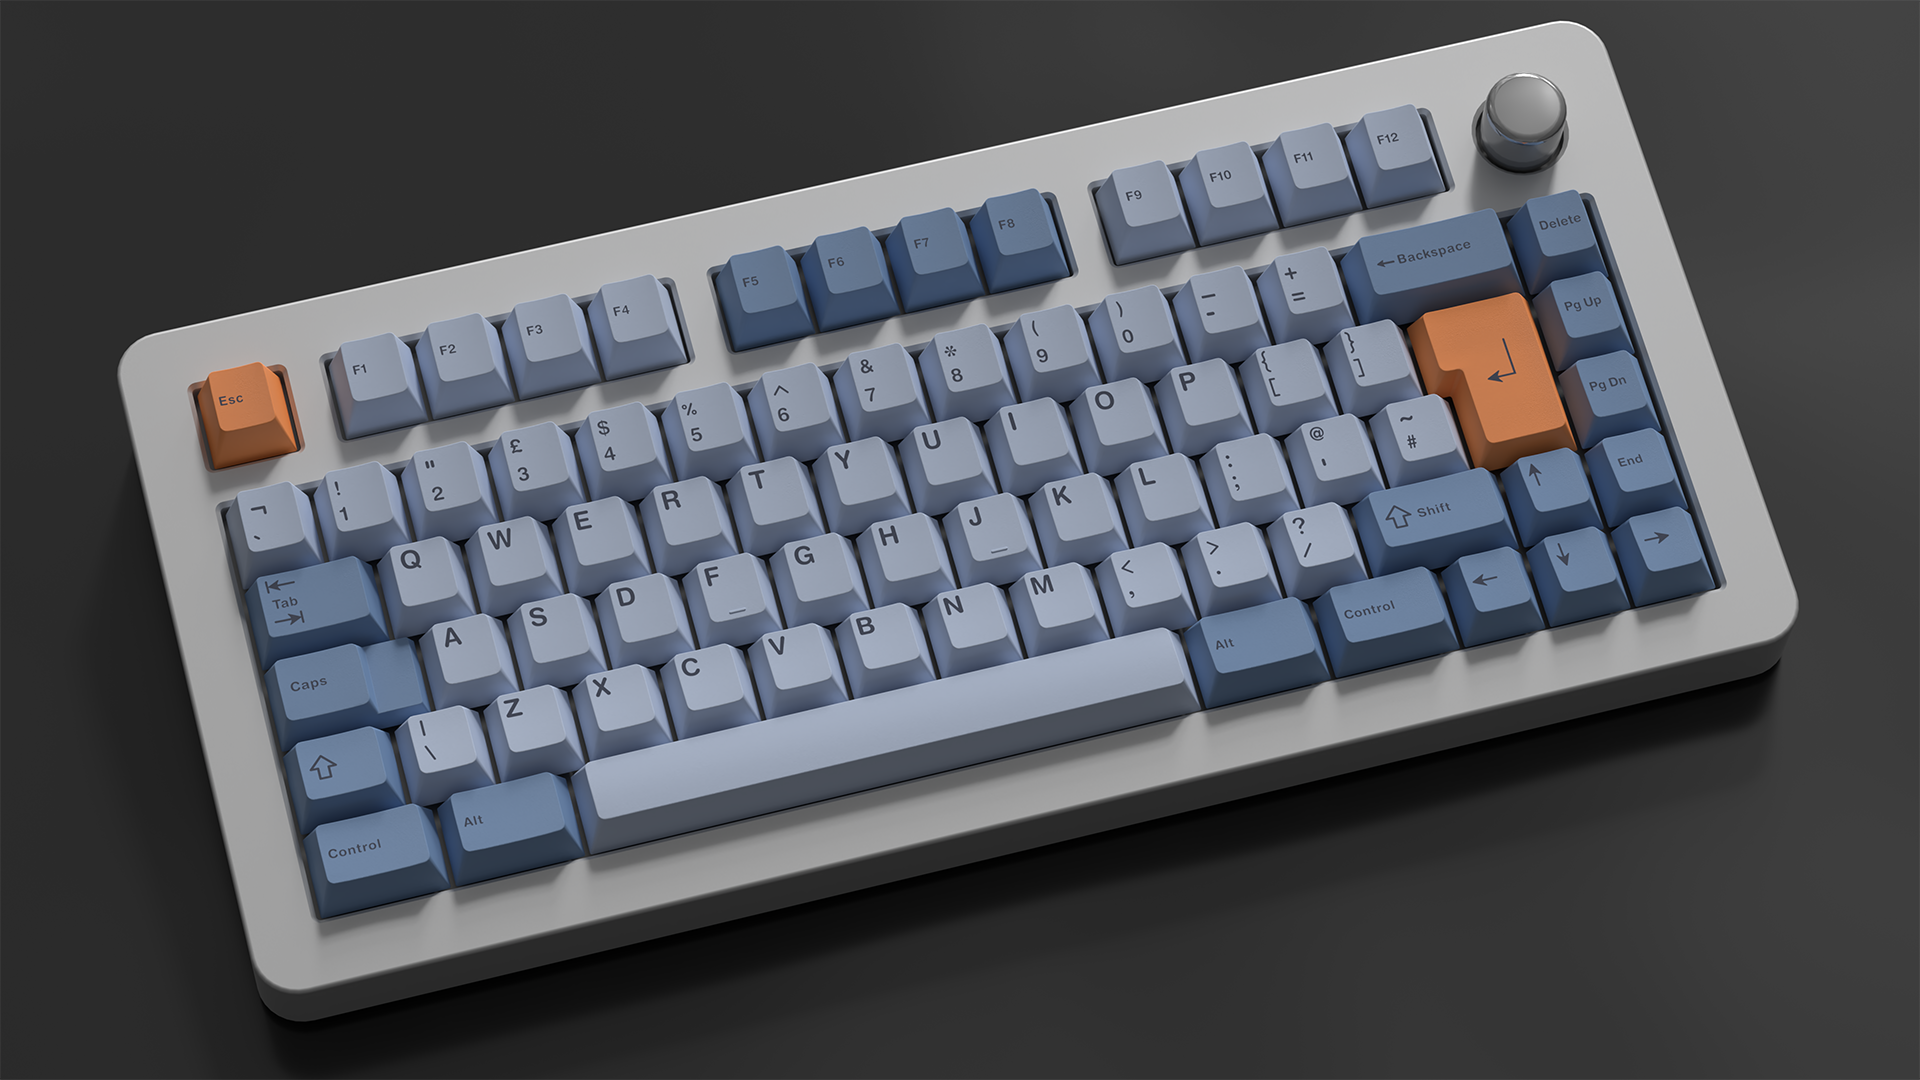 Esc F1 F2 F3 F4 F5 F6 F7 F8 F9 F10 F11 F12
¬ ! " £ $ % ^ & * ( ) _ +
` 1 2 3 4 5 6 7 8 9 0 - = ← Backspace Delete
⇤ Tab ⇥ Q W E R T Y U I O P { [ } ] ↵ Pg Up
Caps A S D F _ G H J _ K L : ; @ ' ~ # Pg Dn
⇧ | \ Z X C V B N M < , > . ? / ⇧ Shift ↑ End
Control Alt Alt Control ← ↓ →